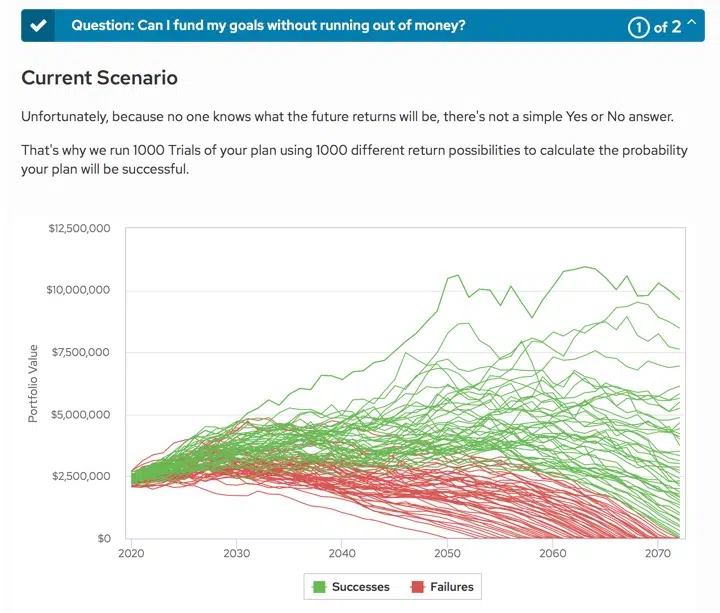 Question: Can I fund my goals without running out of money?
1 of 2
Current Scenario
Unfortunately, because no one knows what the future returns will be, there's not a simple Yes or No answer.
That's why we run 1000 Trials of your plan using 1000 different return possibilities to calculate the probability
your plan will be successful.
$12,500,000
$10,000,000
$7,500,000
$5,000,000
$2,500,000
$0
Portfolio Value
2020
2030
2040
2050
2060
2070
Successes
Failures